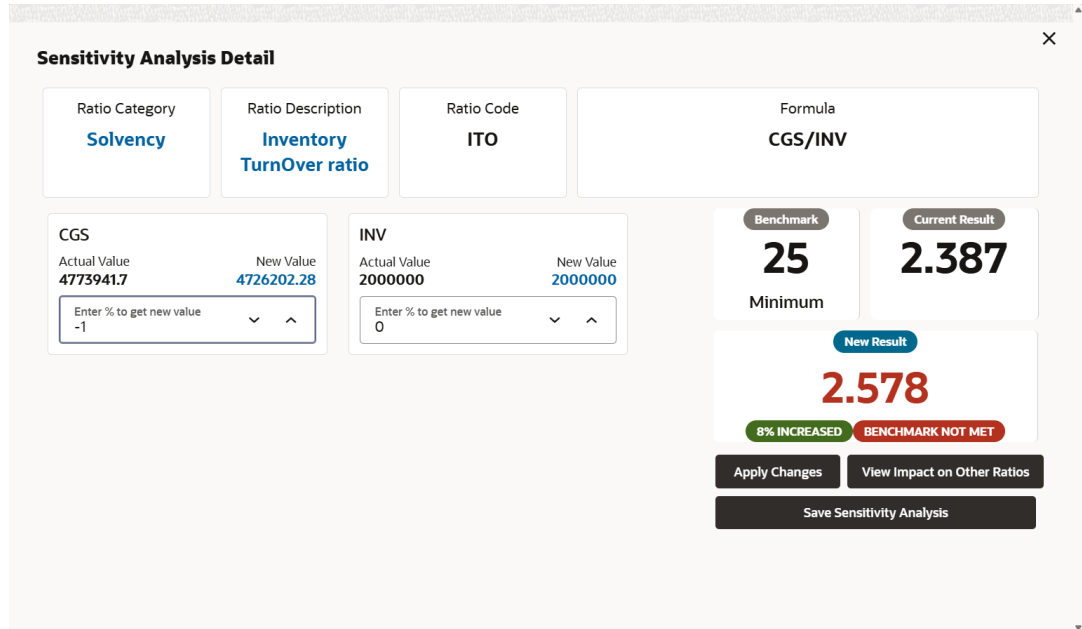 Sensitivity Analysis Detail
Ratio Category
Solvency
Ratio Description
Inventory
TurnOver ratio
Ratio Code
ITO
Formula
CGS/INV
CGS
Actual Value New Value
4773941.7 4726202.28
Enter % to get new value
-1
INV
Actual Value New Value
2000000 2000000
Enter % to get new value
0
Benchmark
25
Minimum
Current Result
2.387
New Result
2.578
8% INCREASED BENCHMARK NOT MET
Apply Changes View Impact on Other Ratios
Save Sensitivity Analysis